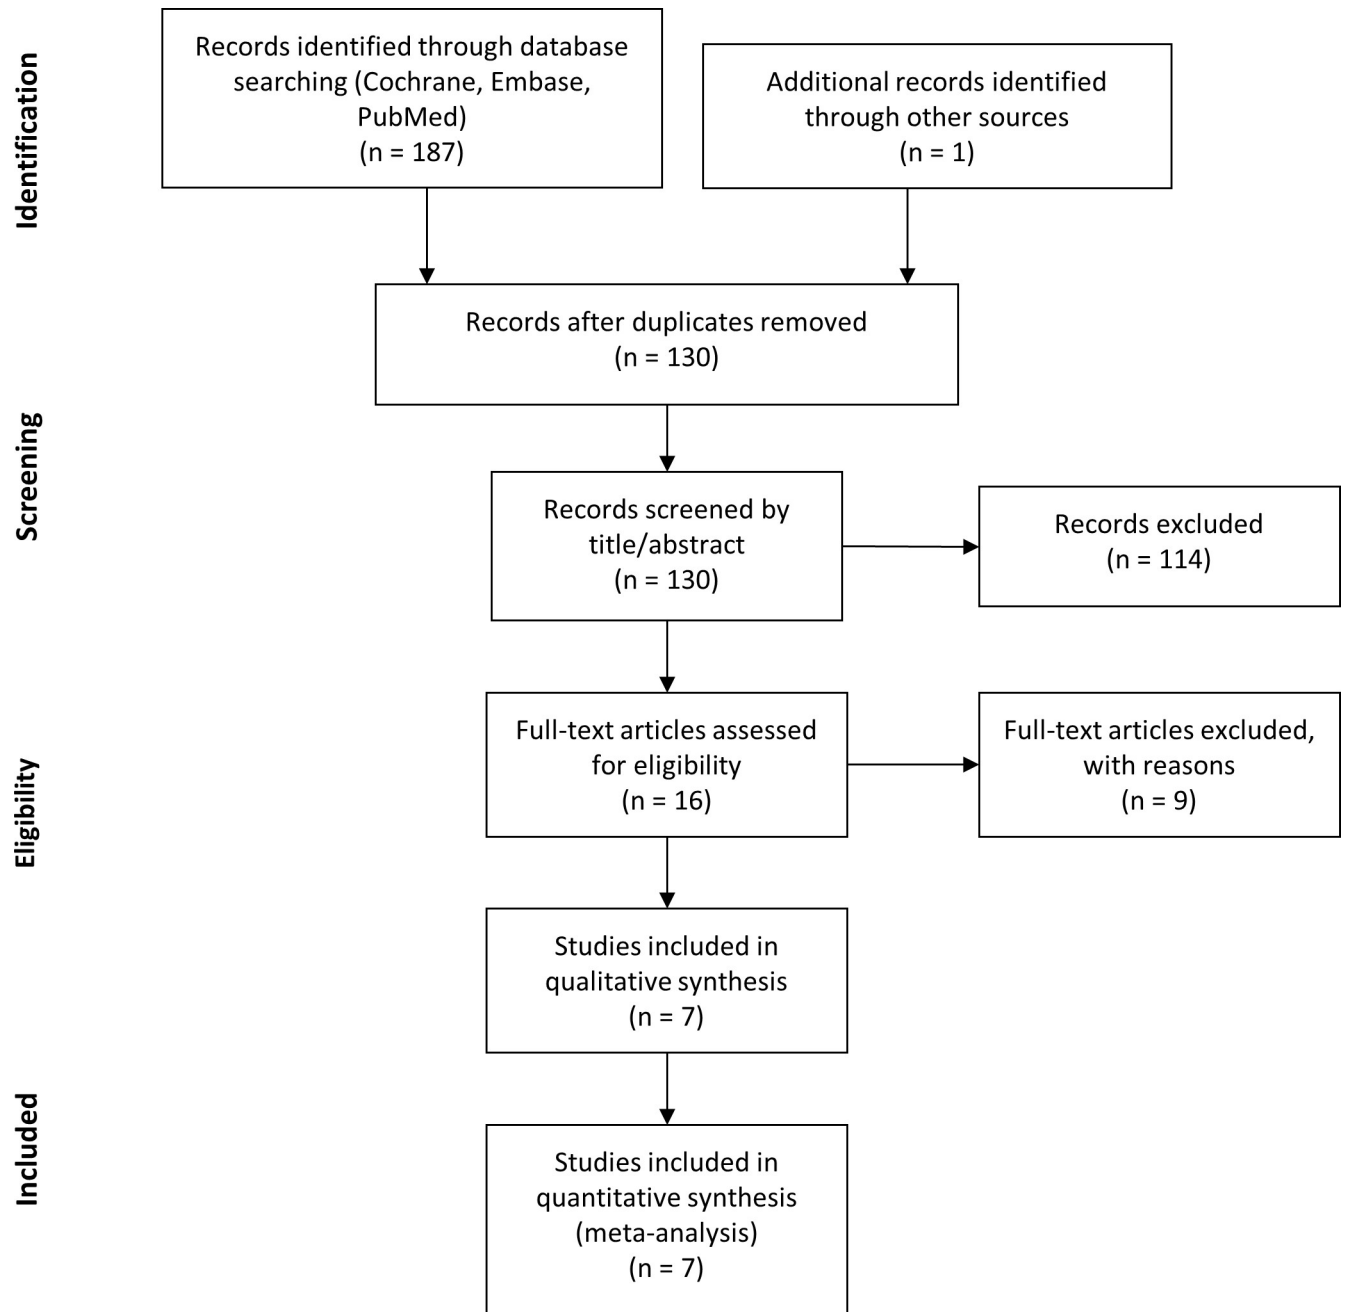 Identification
Records identified through database
searching (Cochrane, Embase,
PubMed)
(n = 187)
Additional records identified
through other sources
(n = 1)
Records after duplicates removed
(n = 130)
Screening
Records screened by
title/abstract
(n = 130)
Records excluded
(n = 114)
Eligibility
Full-text articles assessed
for eligibility
(n = 16)
Full-text articles excluded,
with reasons
(n = 9)
Studies included in
qualitative synthesis
(n = 7)
Included
Studies included in
quantitative synthesis
(meta-analysis)
(n = 7)